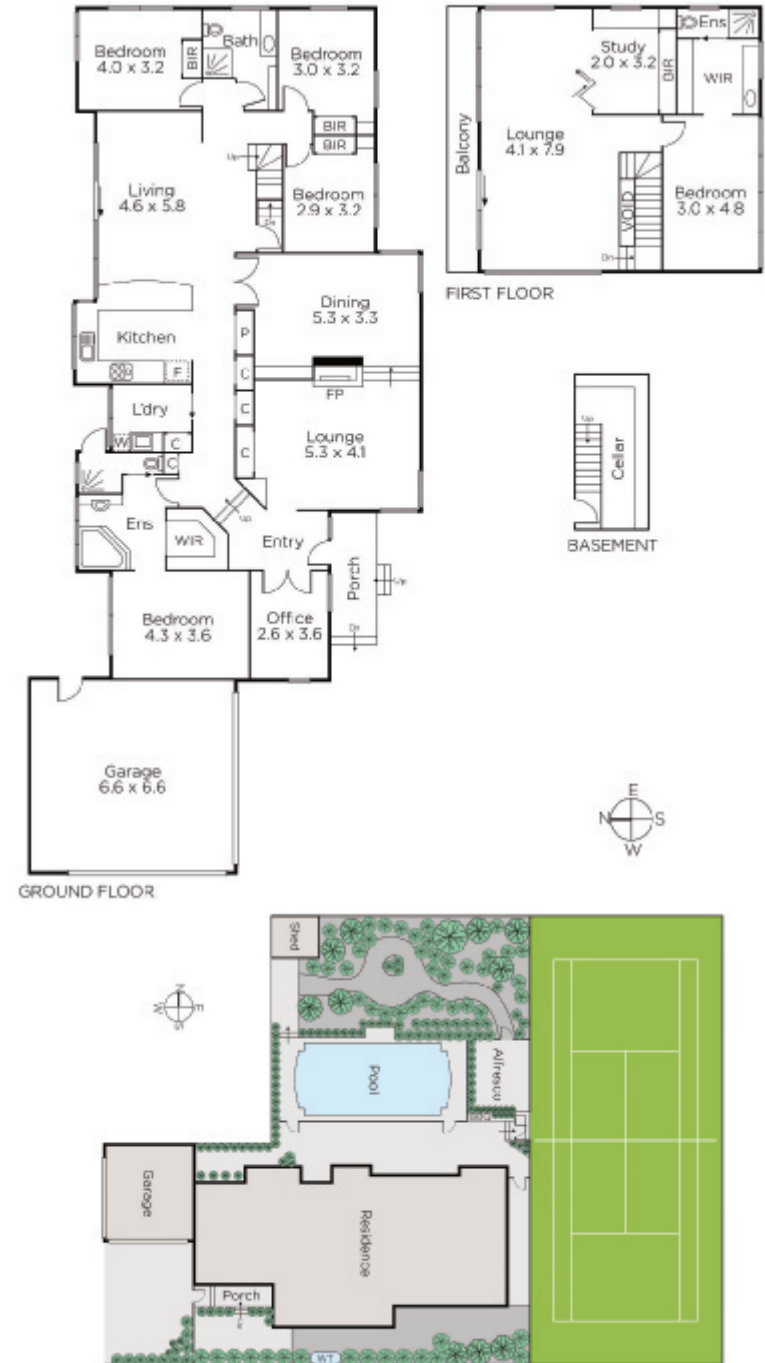 Bedroom
4.0 x 3.2
BIR
Bath
Bedroom
3.0 x 3.2
BIR
BIR
Up
Living
4.6 x 5.8
Bedroom
2.9 x 3.2
Dn
Dining
5.3 x 3.3
Kitchen
P
F
C
FP
L'dry
C
W
C
C
C
Lounge
5.3 x 4.1
Ens
WIR
Up
Entry
Porch
Up
Dn
Bedroom
4.3 x 3.6
Office
2.6 x 3.6
Garage
6.6 x 6.6
GROUND FLOOR
Ens
Study
2.0 x 3.2
BIR
WIR
Balcony
Lounge
4.1 x 7.9
VOID
Bedroom
3.0 x 4.8
Dn
FIRST FLOOR
Up
Cellar
BASEMENT
E
N
S
W
Shed
N
E
W
S
Pool
Alfresco
Garage
Residence
Porch
Up
WT